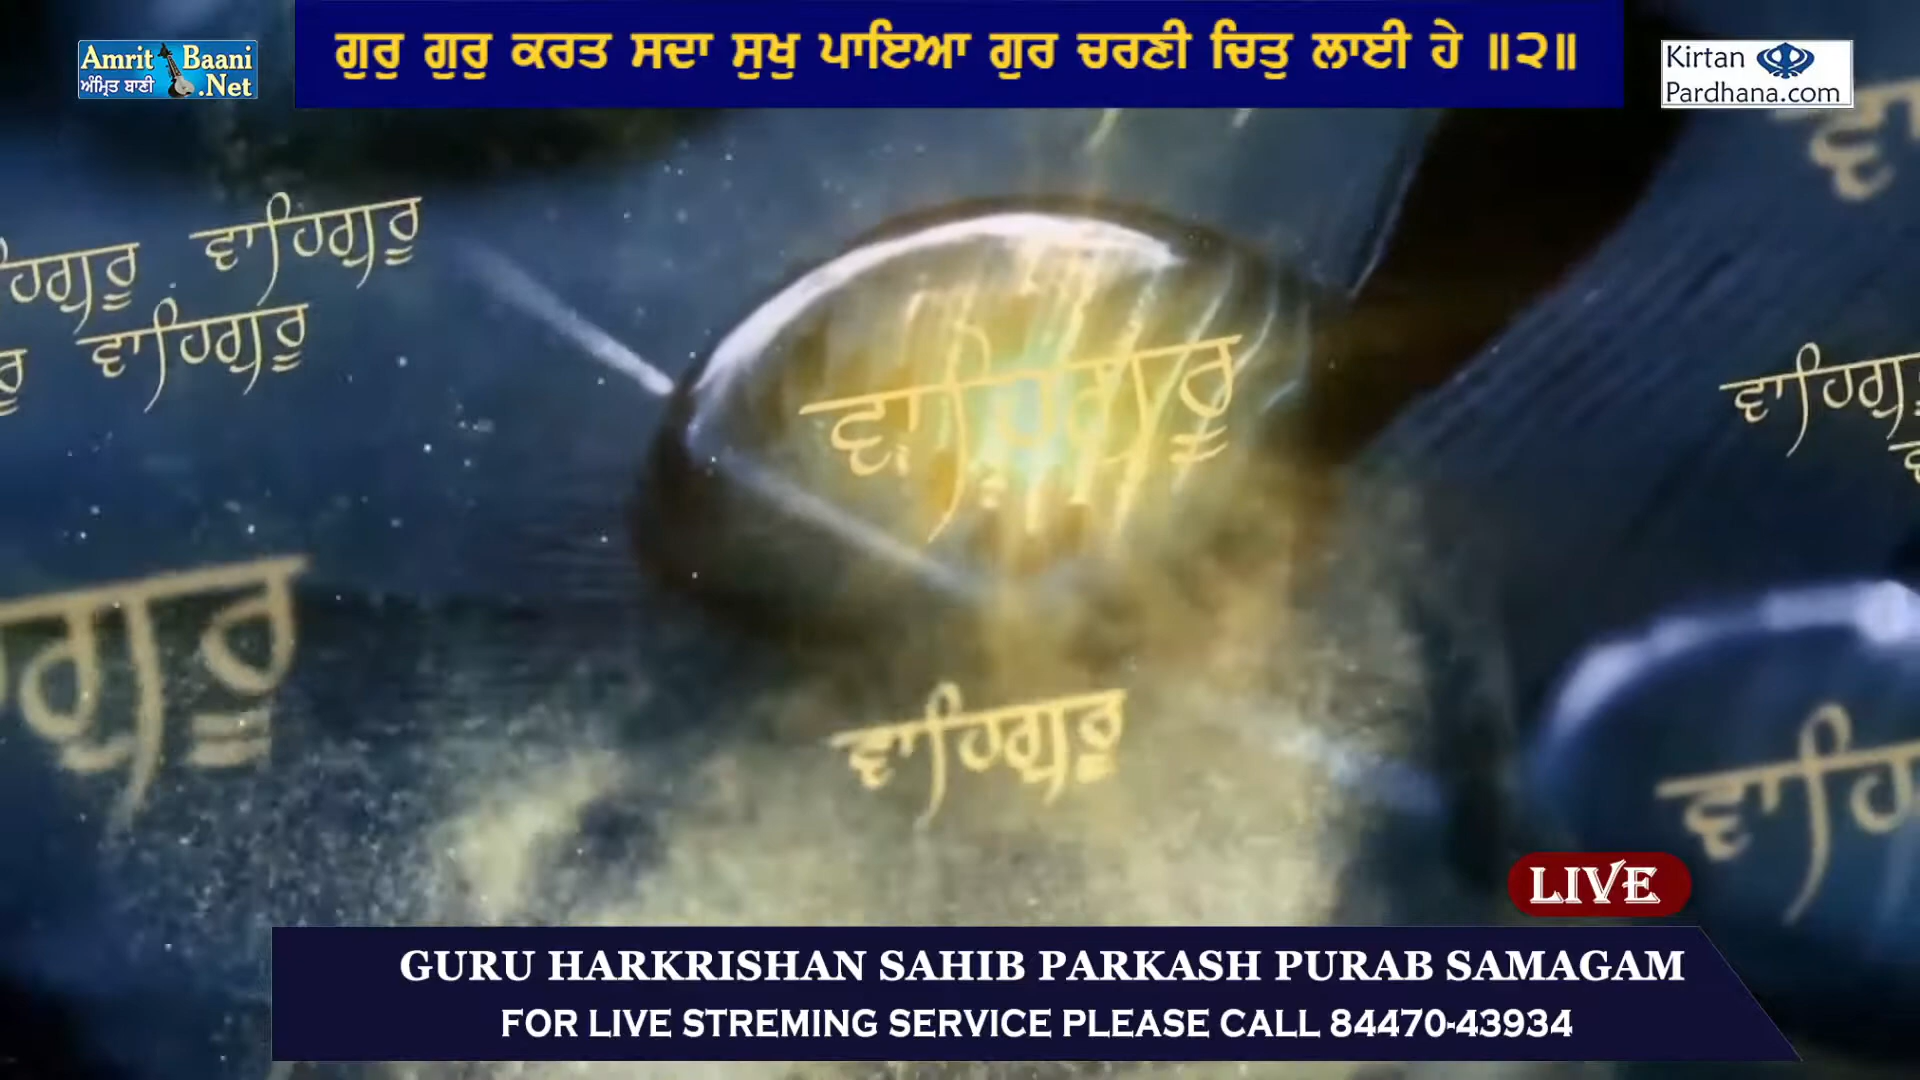 ਗੁਰੁ ਗੁਰੁ ਕਰਤ ਸਦਾ ਸੁਖੁ ਪਾਇਆ ਗੁਰ ਚਰਣੀ ਚਿਤੁ ਲਾਈ ਹੇ ॥੨॥
Amrit Baani
ਅੰਮ੍ਰਿਤ ਬਾਣੀ .Net
Kirtan
Pardhana.com
ਵਾਹਿਗੁਰੂ
ਵਾਹਿਗੁਰੂ
ਵਾਹਿਗੁਰੂ
ਵਾਹਿਗੁਰੂ
LIVE
GURU HARKRISHAN SAHIB PARKASH PURAB SAMAGAM
FOR LIVE STREMING SERVICE PLEASE CALL 84470-43934